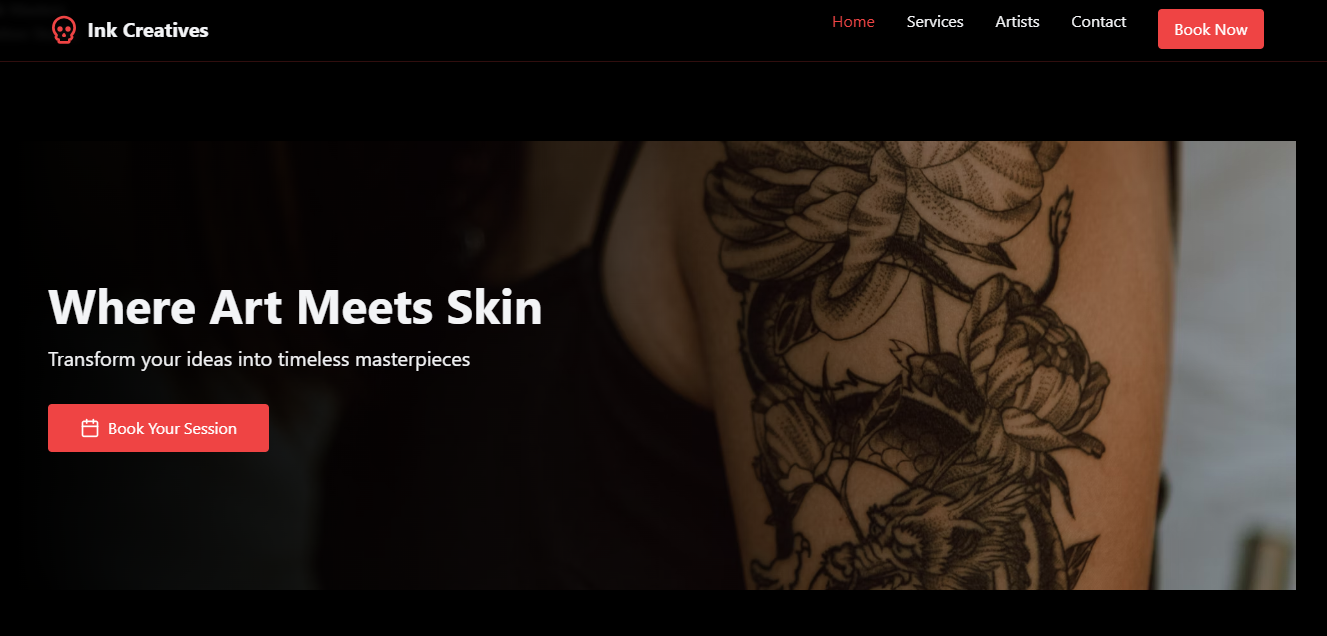 Ink Creatives
Home Services Artists Contact Book Now
Where Art Meets Skin
Transform your ideas into timeless masterpieces
Book Your Session